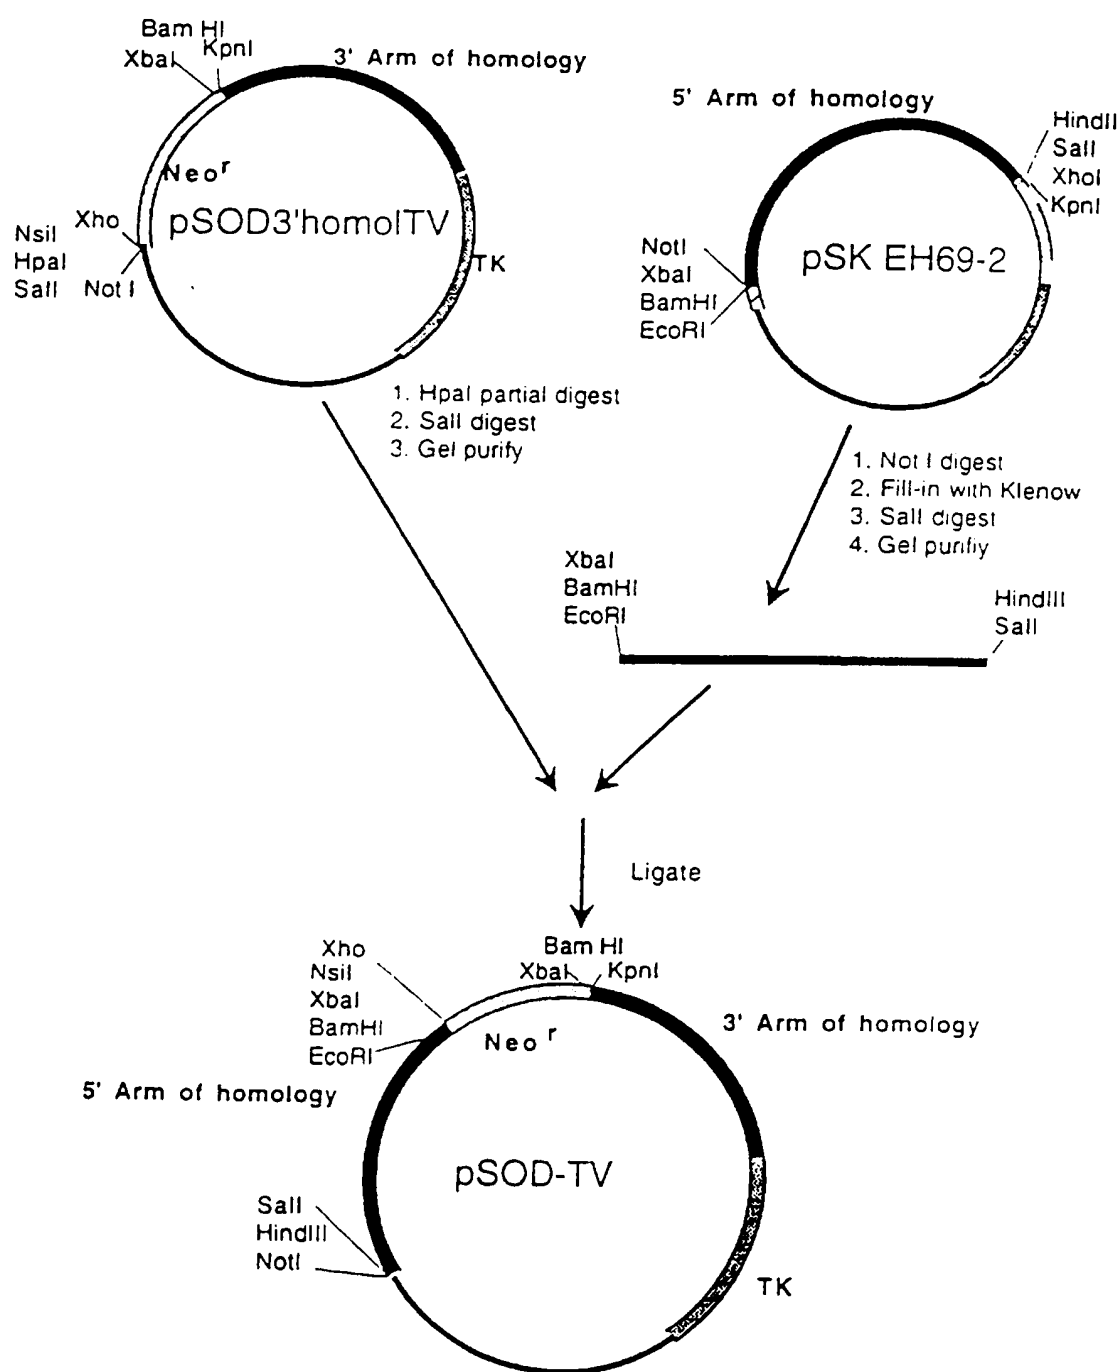 Bam HI
KpnI
XbaI
3' Arm of homology
Neo r
pSOD3'homolTV
Xho
NsiI
HpaI
SalI
Not I
TK
1. HpaI partial digest
2. SalI digest
3. Gel purify
5' Arm of homology
HindII
SalI
XhoI
KpnI
NotI
XbaI
BamHI
EcoRI
pSK EH69-2
1. Not I digest
2. Fill-in with Klenow
3. SalI digest
4. Gel purifiy
XbaI
BamHI
EcoRI
HindIII
SalI
Ligate
Xho
NsiI
XbaI
BamHI
EcoRI
Bam HI
XbaI
KpnI
Neo r
3' Arm of homology
5' Arm of homology
pSOD-TV
SalI
HindIII
NotI
TK